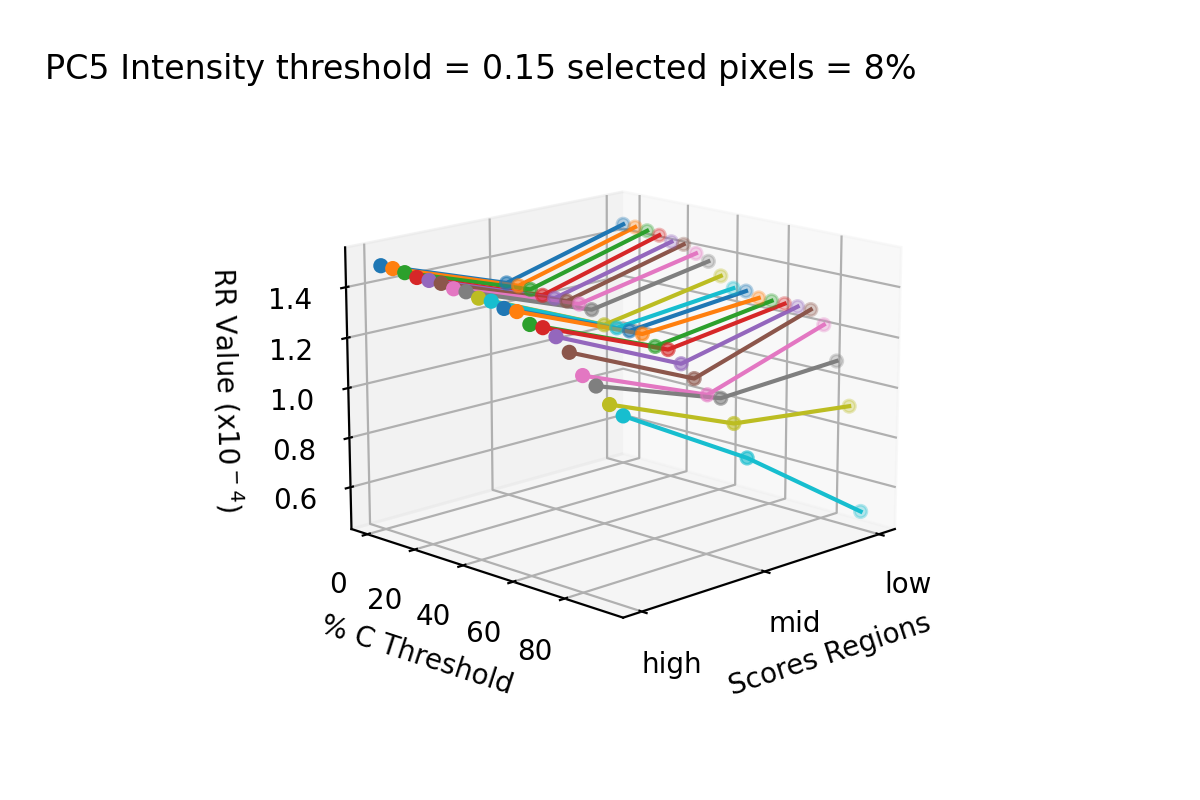 PC5 Intensity threshold = 0.15 selected pixels = 8%
RR Value (x10⁻⁴)
1.4
1.2
1.0
0.8
0.6
0
20
40
60
80
% C Threshold
high
mid
low
Scores Regions